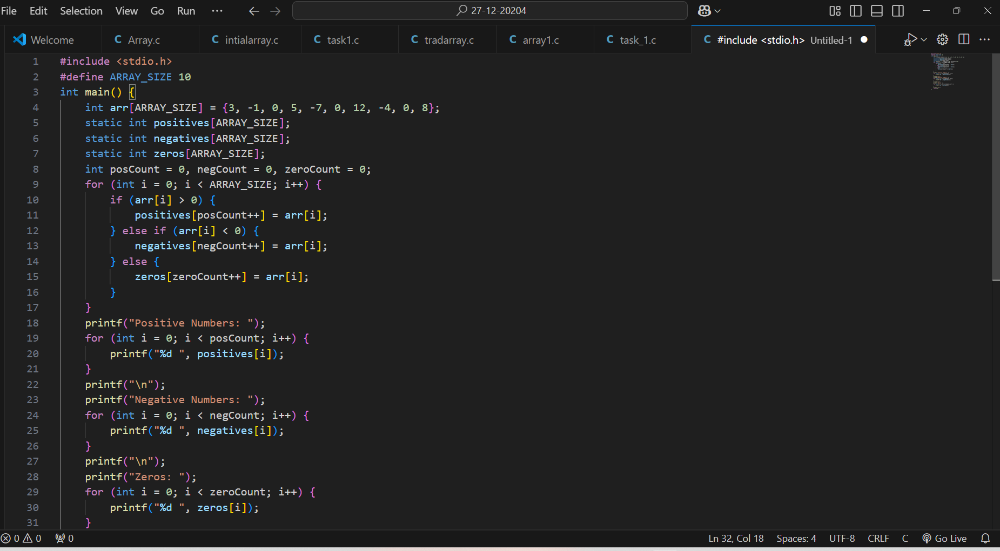 File Edit Selection View Go Run ··· 27-12-20204
Welcome Array.c intialarray.c task1.c tradarray.c array1.c task_1.c #include <stdio.h> Untitled-1
1 #include <stdio.h>
2 #define ARRAY_SIZE 10
3 int main() {
4 int arr[ARRAY_SIZE] = {3, -1, 0, 5, -7, 0, 12, -4, 0, 8};
5 static int positives[ARRAY_SIZE];
6 static int negatives[ARRAY_SIZE];
7 static int zeros[ARRAY_SIZE];
8 int posCount = 0, negCount = 0, zeroCount = 0;
9 for (int i = 0; i < ARRAY_SIZE; i++) {
10 if (arr[i] > 0) {
11 positives[posCount++] = arr[i];
12 } else if (arr[i] < 0) {
13 negatives[negCount++] = arr[i];
14 } else {
15 zeros[zeroCount++] = arr[i];
16 }
17 }
18 printf("Positive Numbers: ");
19 for (int i = 0; i < posCount; i++) {
20 printf("%d ", positives[i]);
21 }
22 printf("\n");
23 printf("Negative Numbers: ");
24 for (int i = 0; i < negCount; i++) {
25 printf("%d ", negatives[i]);
26 }
27 printf("\n");
28 printf("Zeros: ");
29 for (int i = 0; i < zeroCount; i++) {
30 printf("%d ", zeros[i]);
31 }
0 0 0 Ln 32, Col 18 Spaces: 4 UTF-8 CRLF C Go Live